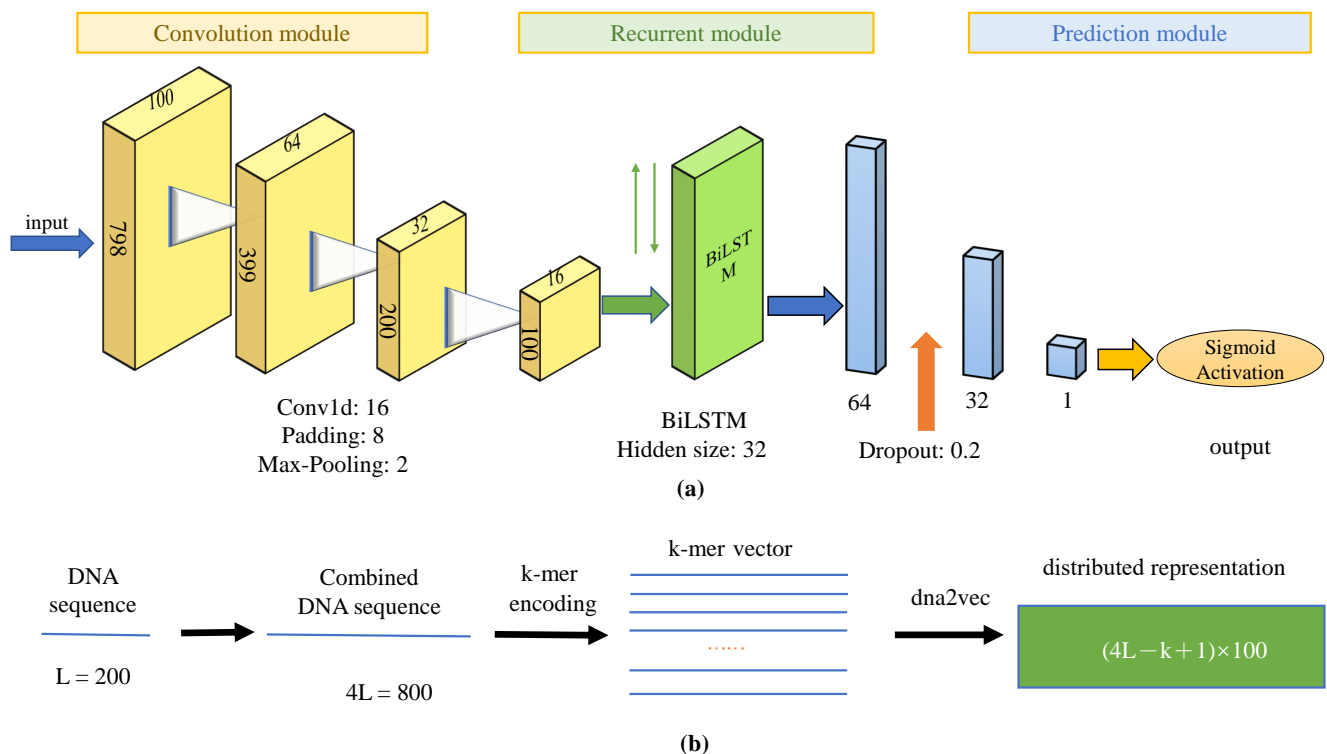 Convolution module
Recurrent module
Prediction module
input
100
798
64
399
32
200
16
100
BiLST
M
Conv1d: 16
Padding: 8
Max-Pooling: 2
BiLSTM
Hidden size: 32
64
Dropout: 0.2
32
1
Sigmoid
Activation
output
(a)
DNA
sequence
L = 200
Combined
DNA sequence
4L = 800
k-mer
encoding
k-mer vector
......
dna2vec
distributed representation
(4L−k+1)×100
(b)